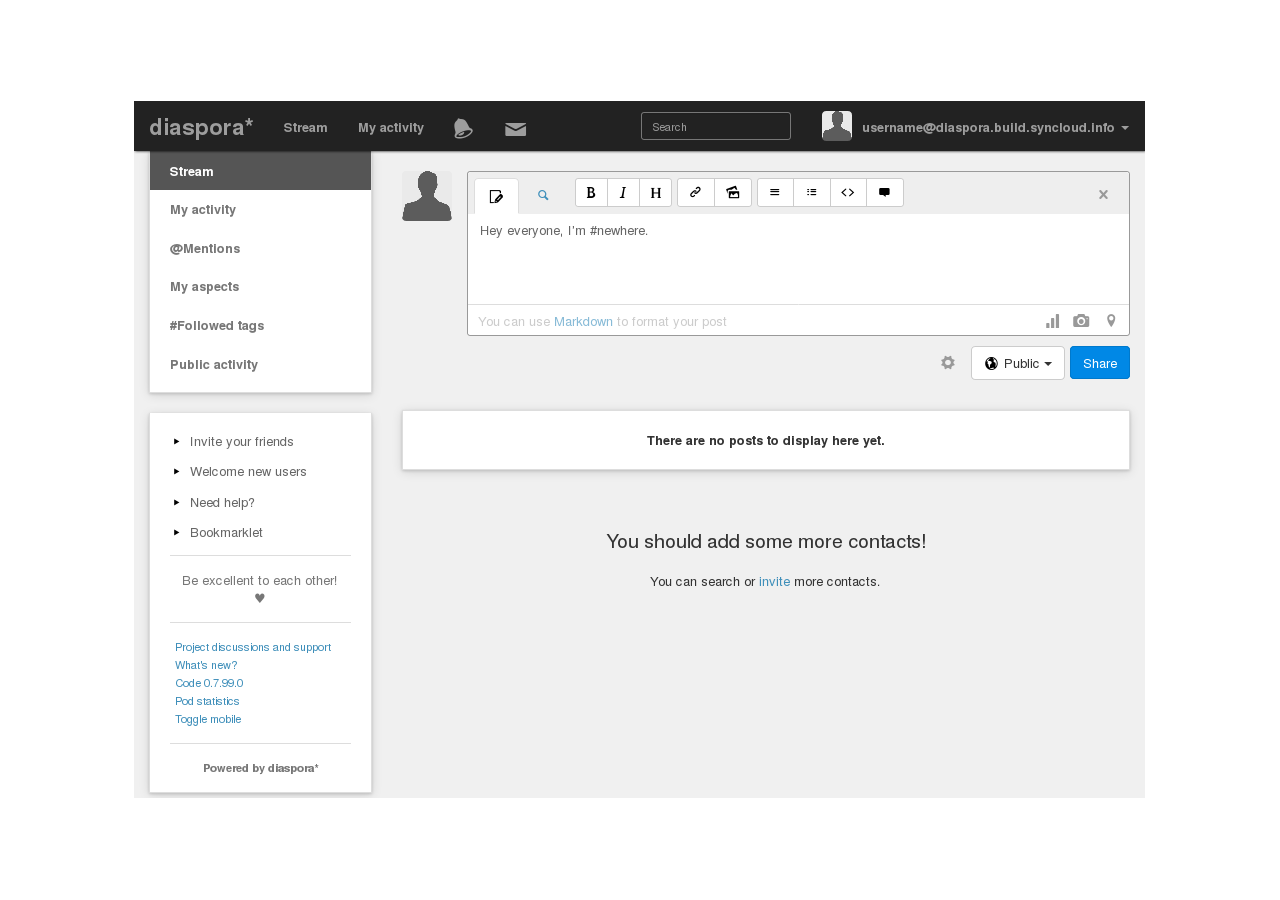 diaspora* Stream My activity Search username@diaspora.build.syncloud.info
Stream
My activity
@Mentions
My aspects
#Followed tags
Public activity
Invite your friends
Welcome new users
Need help?
Bookmarklet
Be excellent to each other!
♥
Project discussions and support
What's new?
Code 0.7.99.0
Pod statistics
Toggle mobile
Powered by diaspora*
B I H
Hey everyone, I'm #newhere.
You can use Markdown to format your post
Public Share
There are no posts to display here yet.
You should add some more contacts!
You can search or invite more contacts.